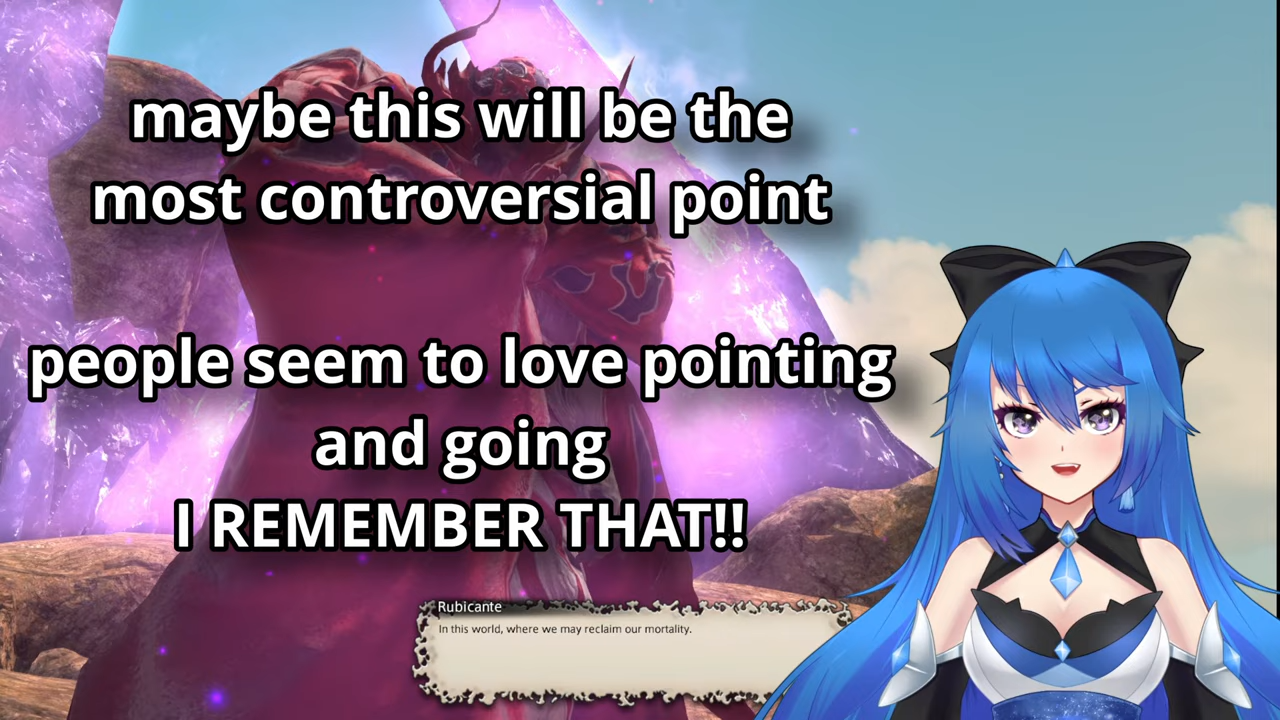 maybe this will be the
most controversial point
people seem to love pointing
and going
I REMEMBER THAT!!
Rubicante
In this world, where we may reclaim our mortality.